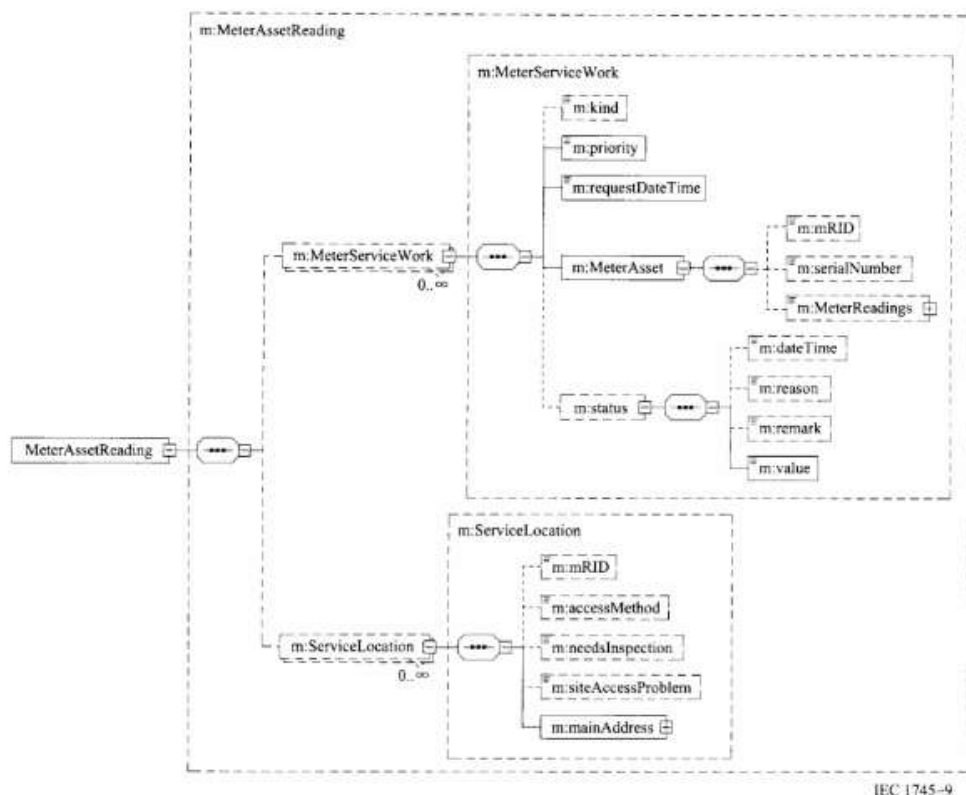 m:MeterAssetReading
m:MeterServiceWork
m:kind
m:priority
m:requestDateTime
m:MeterServiceWork
0..∞
m:MeterAsset
m:mRID
m:serialNumber
m:MeterReadings
m:status
m:dateTime
m:reason
m:remark
m:value
MeterAssetReading
m:ServiceLocation
m:mRID
m:accessMethod
m:ServiceLocation
0..∞
m:needsInspection
m:siteAccessProblem
m:mainAddress
IEC 1745-9